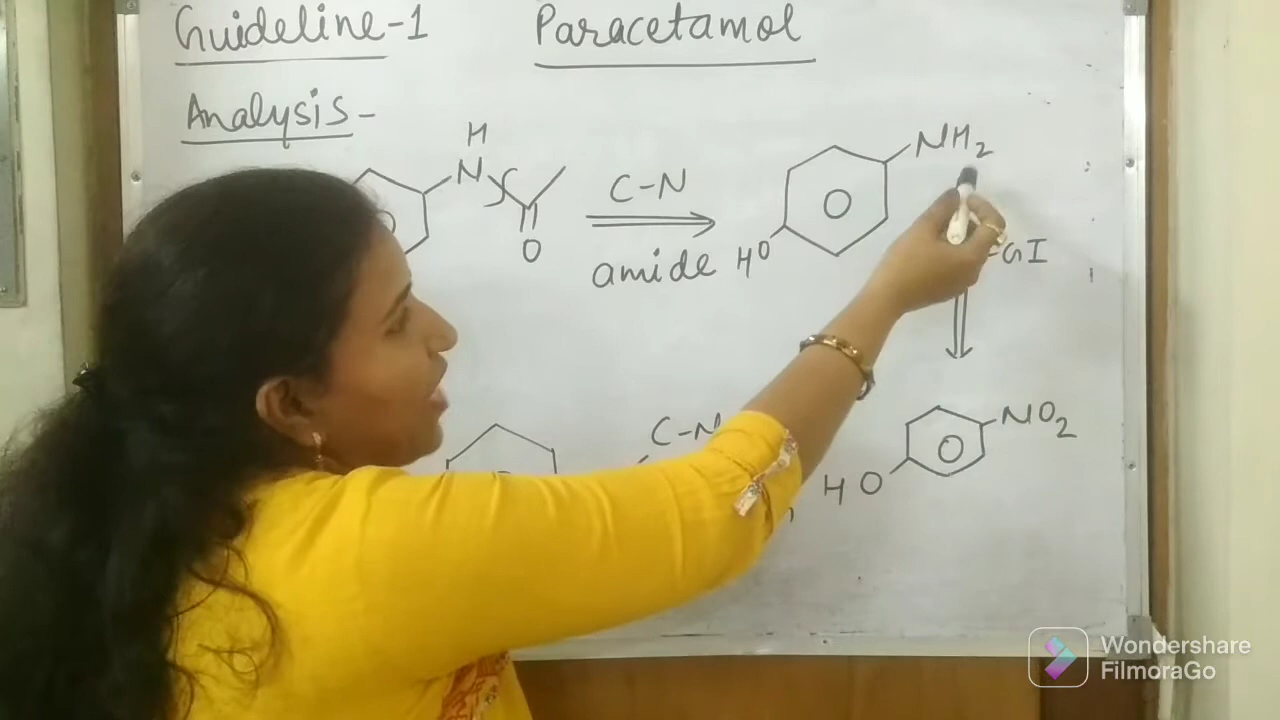 Guideline-1 Paracetamol
Analysis-
H
N
O
C-N
amide
NH2
HO
GI
C-N
NO2
HO
Wondershare
FilmoraGo